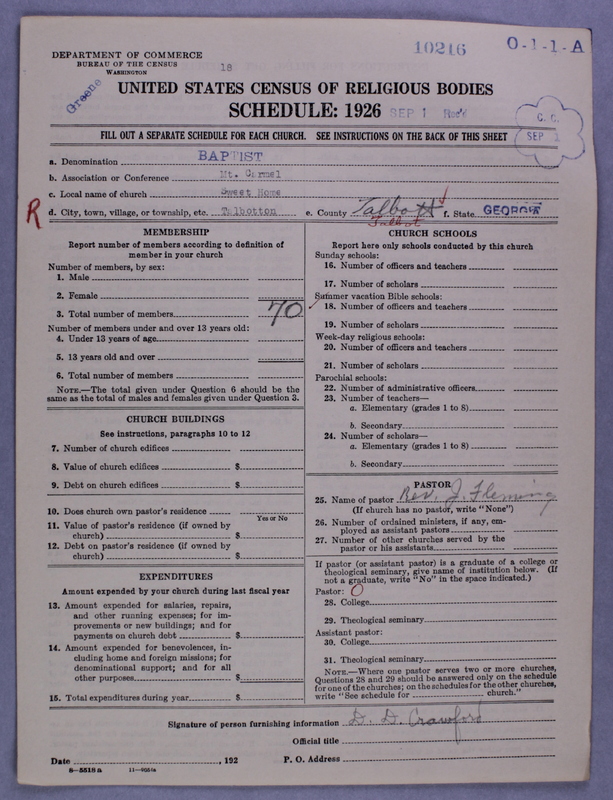 DEPARTMENT OF COMMERCE
BUREAU OF THE CENSUS
WASHINGTON
18
10216
O-1-1-A
Greene
UNITED STATES CENSUS OF RELIGIOUS BODIES
SCHEDULE: 1926
SEP 1 Rec'd
C. C.
SEP 1
FILL OUT A SEPARATE SCHEDULE FOR EACH CHURCH. SEE INSTRUCTIONS ON THE BACK OF THIS SHEET
a. Denomination BAPTIST
b. Association or Conference Mt. Carmel
c. Local name of church Sweet Home
R
d. City, town, village, or township, etc. Talbotton e. County Talbott f. State GEORGIA
Talbot
MEMBERSHIP
Report number of members according to definition of
member in your church
Number of members, by sex:
1. Male
2. Female
3. Total number of members 70
Number of members under and over 13 years old:
4. Under 13 years of age
5. 13 years old and over
6. Total number of members
NOTE.—The total given under Question 6 should be the
same as the total of males and females given under Question 3.
CHURCH BUILDINGS
See instructions, paragraphs 10 to 12
7. Number of church edifices
8. Value of church edifices $
9. Debt on church edifices $
10. Does church own pastor's residence
Yes or No
11. Value of pastor's residence (if owned by
church) $
12. Debt on pastor's residence (if owned by
church) $
EXPENDITURES
Amount expended by your church during last fiscal year
13. Amount expended for salaries, repairs,
and other running expenses; for im-
provements or new buildings; and for
payments on church debt $
14. Amount expended for benevolences, in-
cluding home and foreign missions; for
denominational support; and for all
other purposes $
15. Total expenditures during year $
CHURCH SCHOOLS
Report here only schools conducted by this church
Sunday schools:
16. Number of officers and teachers
17. Number of scholars
Summer vacation Bible schools:
18. Number of officers and teachers
19. Number of scholars
Week-day religious schools:
20. Number of officers and teachers
21. Number of scholars
Parochial schools:
22. Number of administrative officers
23. Number of teachers—
a. Elementary (grades 1 to 8)
b. Secondary
24. Number of scholars—
a. Elementary (grades 1 to 8)
b. Secondary
PASTOR
25. Name of pastor Rev. J. Fleming
(If church has no pastor, write "None")
26. Number of ordained ministers, if any, em-
ployed as assistant pastors
27. Number of other churches served by the
pastor or his assistants
If pastor (or assistant pastor) is a graduate of a college or
theological seminary, give name of institution below. (If
not a graduate, write "No" in the space indicated.)
Pastor: O
28. College
29. Theological seminary
Assistant pastor:
30. College
31. Theological seminary
NOTE.—Where one pastor serves two or more churches,
Questions 28 and 29 should be answered only on the schedule
for one of the churches; on the schedules for the other churches,
write "See schedule for church."
Signature of person furnishing information D. D. Crawford
Official title
Date , 192 P. O. Address
8-5518 a